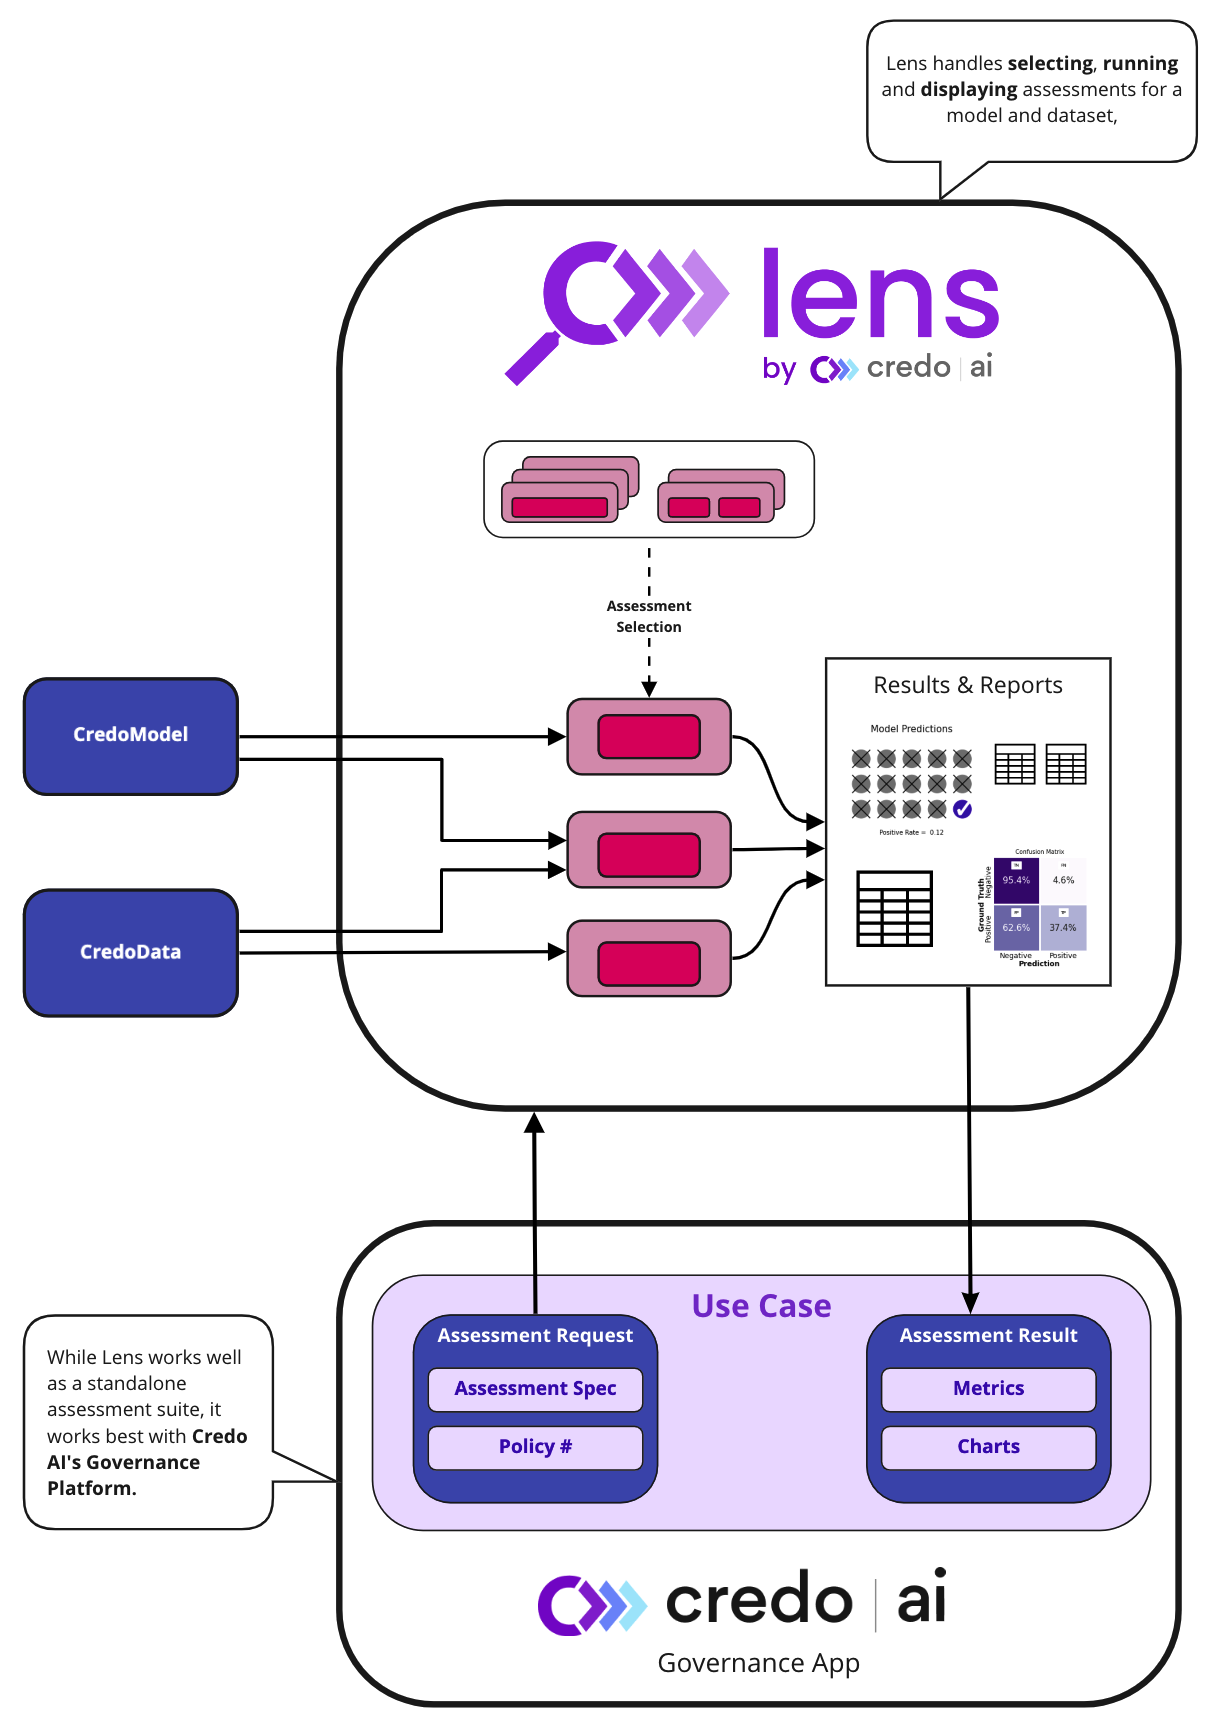 Lens handles selecting, running
and displaying assessments for a
model and dataset,
lens
by credo ai
Assessment
Selection
CredoModel
CredoData
Results & Reports
Model Predictions
Positive Rate = 0.12
Confusion Matrix
Ground Truth
Negative
Positive
95.4%
4.6%
62.6%
37.4%
Negative
Positive
Prediction
Use Case
Assessment Request
Assessment Spec
Policy #
Assessment Result
Metrics
Charts
While Lens works well
as a standalone
assessment suite, it
works best with Credo
AI's Governance
Platform.
credo ai
Governance App